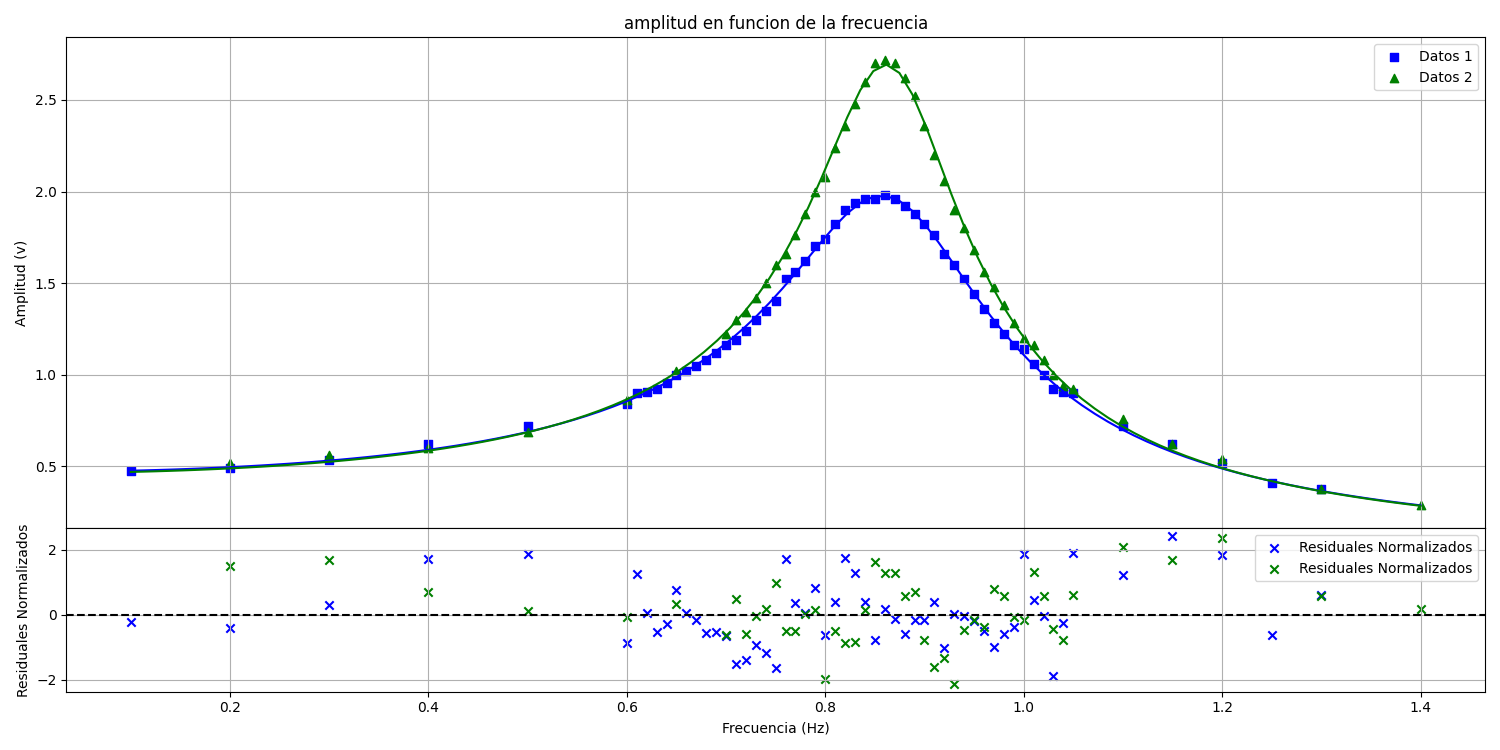 amplitud en funcion de la frecuencia
Amplitud (v)
2.5
2.0
1.5
1.0
0.5
Datos 1
Datos 2
Residuales Normalizados
2
0
−2
Residuales Normalizados
Residuales Normalizados
0.2 0.4 0.6 0.8 1.0 1.2 1.4
Frecuencia (Hz)